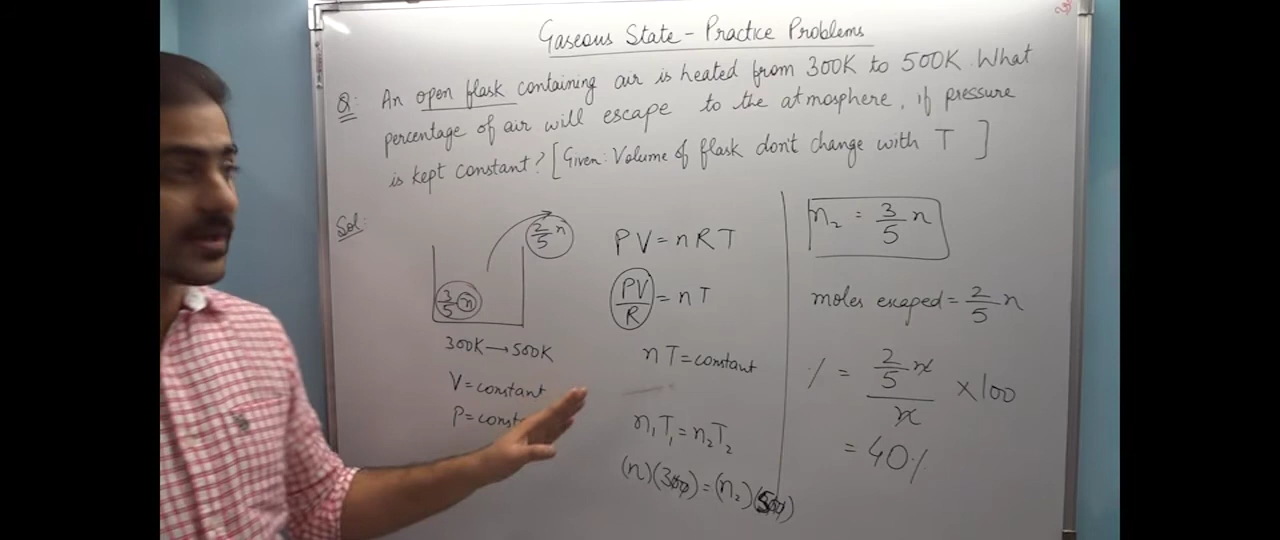 Gaseous State - Practice Problems
Q: An open flask containing air is heated from 300K to 500K. What
percentage of air will escape to the atmosphere, if pressure
is kept constant? [Given: Volume of flask don't change with T ]
Sol:
2/5 n
3/5 n
300K → 500K
V = constant
P = const
PV = nRT
PV/R = nT
nT = constant
n₁T₁ = n₂T₂
(n)(300) = (n₂)(500)
n₂ = 3/5 n
moles escaped = 2/5 n
% = (2/5 n)/n × 100
= 40%